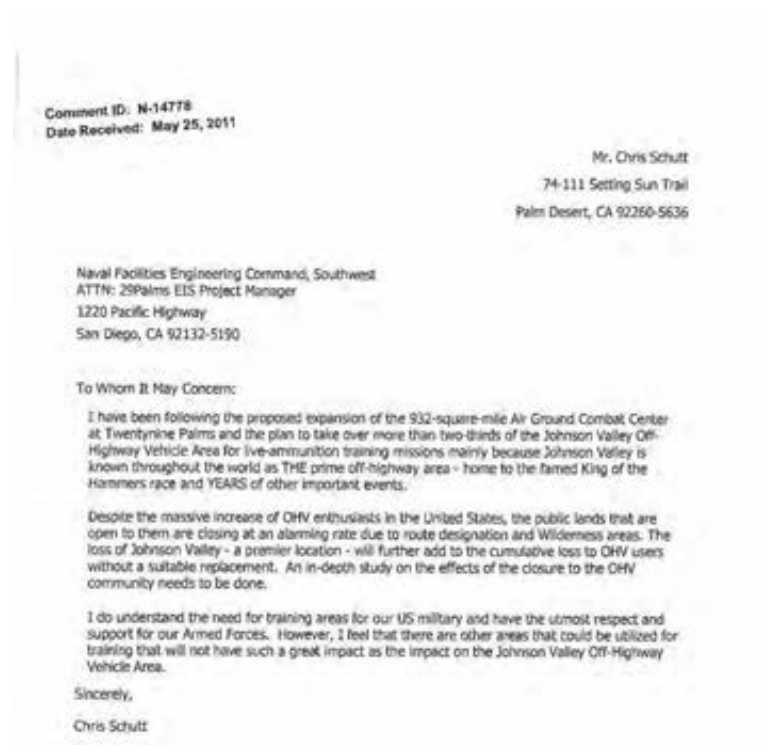 Comment ID: N-14778
Date Received: May 25, 2011
Mr. Chris Schutt
74-111 Setting Sun Trail
Palm Desert, CA 92260-5636
Naval Facilities Engineering Command, Southwest
ATTN: 29Palms EIS Project Manager
1220 Pacific Highway
San Diego, CA 92132-5190
To Whom It May Concern:
I have been following the proposed expansion of the 932-square-mile Air Ground Combat Center
at Twentynine Palms and the plan to take over more than two-thirds of the Johnson Valley Off-
Highway Vehicle Area for live-ammunition training missions mainly because Johnson Valley is
known throughout the world as THE prime off-highway area - home to the famed King of the
Hammers race and YEARS of other important events.
Despite the massive increase of OHV enthusiasts in the United States, the public lands that are
open to them are closing at an alarming rate due to route designation and Wilderness areas. The
loss of Johnson Valley - a premier location - will further add to the cumulative loss to OHV users
without a suitable replacement. An in-depth study on the effects of the closure to the OHV
community needs to be done.
I do understand the need for training areas for our US military and have the utmost respect and
support for our Armed Forces. However, I feel that there are other areas that could be utilized for
training that will not have such a great impact as the impact on the Johnson Valley Off-Highway
Vehicle Area.
Sincerely,
Chris Schutt